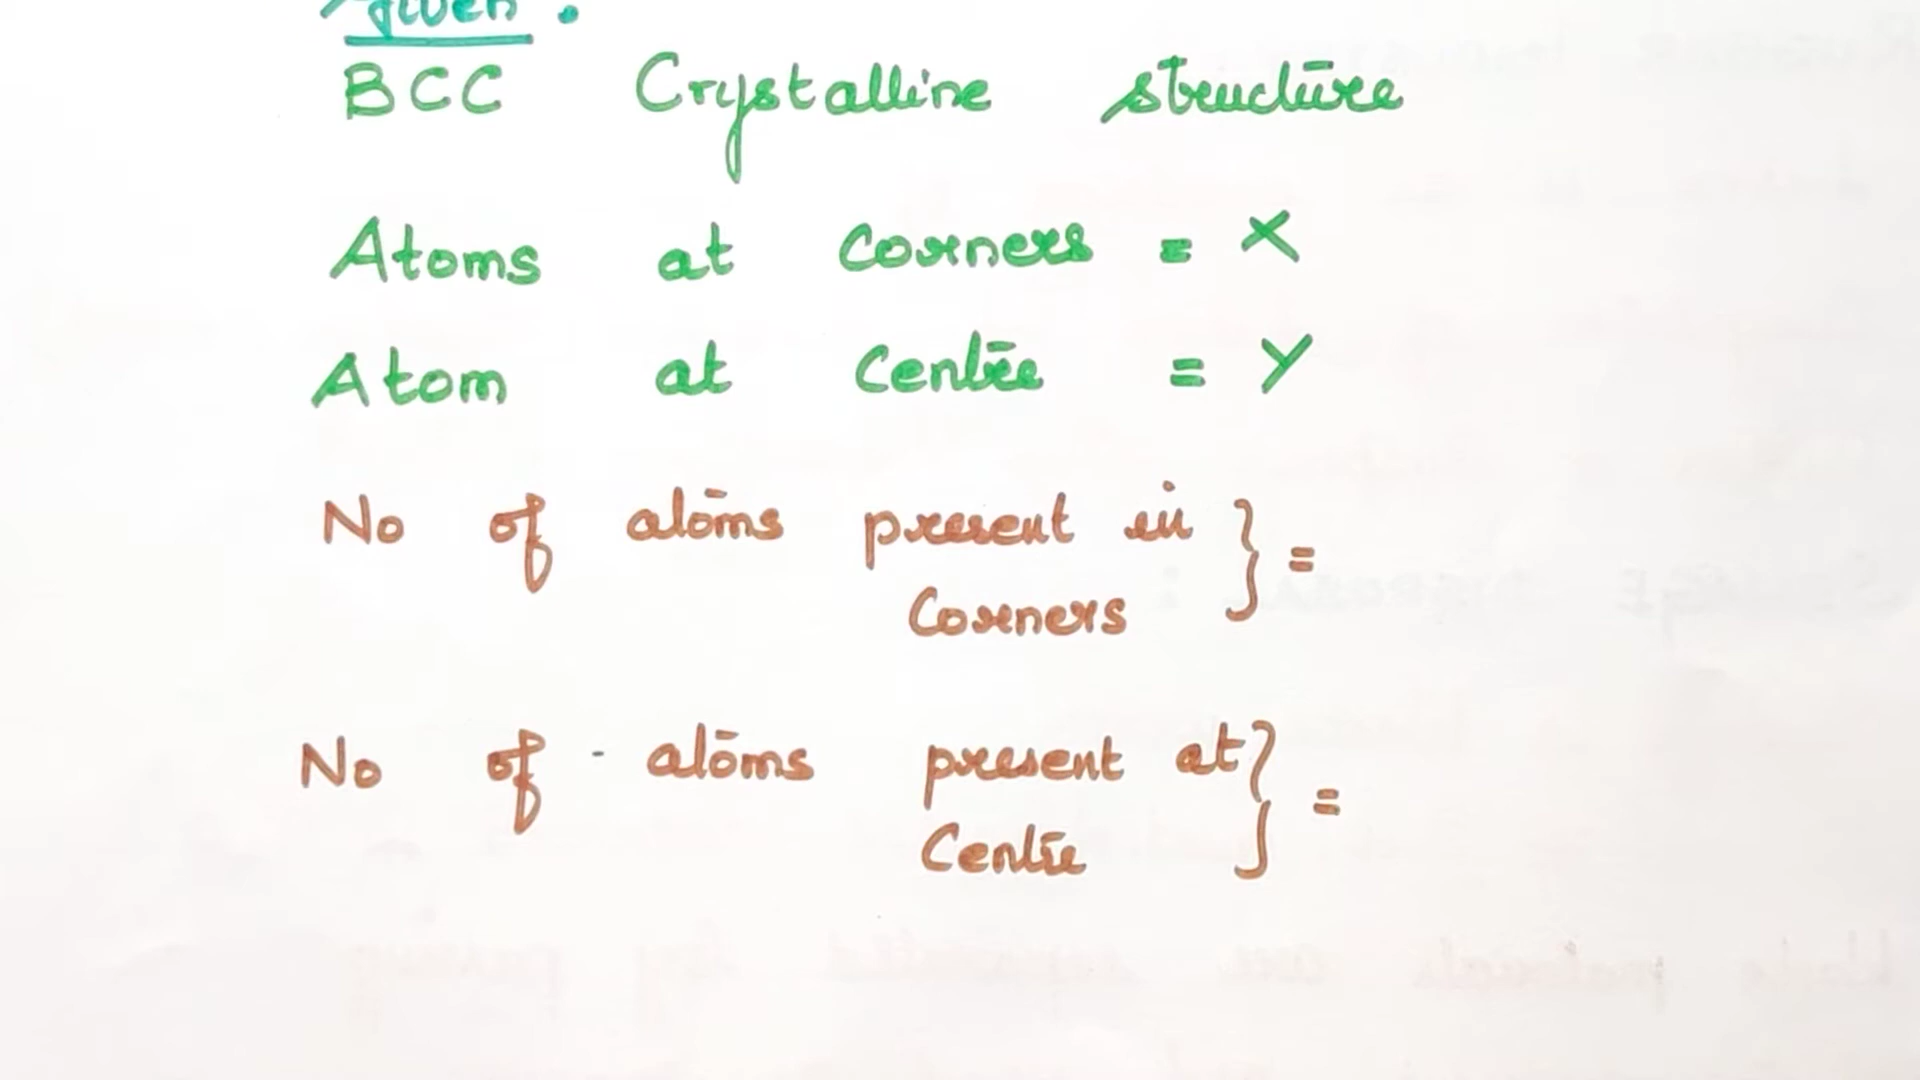 given :
BCC Crystalline structure
Atoms at corners = X
Atom at Centre = Y
No of atoms present in } =
Corners
No of atoms present at } =
Centre